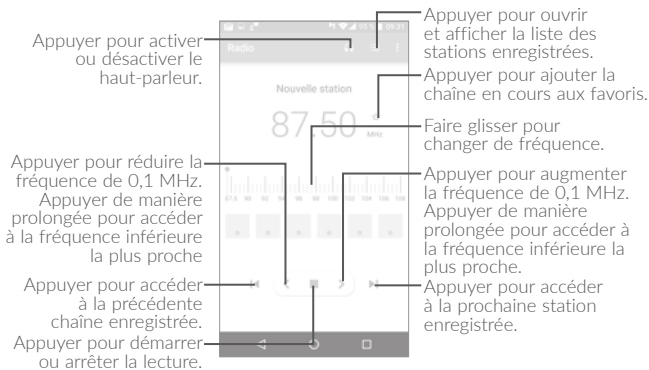 Appuyer pour activer
ou désactiver le
haut-parleur.
Appuyer pour réduire la
fréquence de 0,1 MHz.
Appuyer de manière
prolongée pour accéder
à la fréquence inférieure
la plus proche
Appuyer pour accéder
à la précédente
chaîne enregistrée.
Appuyer pour démarrer
ou arrêter la lecture.
09:31
Radio
Nouvelle station
87.50
MHz
Appuyer pour ouvrir
et afficher la liste des
stations enregistrées.
Appuyer pour ajouter la
chaîne en cours aux favoris.
Faire glisser pour
changer de fréquence.
Appuyer pour augmenter
la fréquence de 0,1 MHz.
Appuyer de manière
prolongée pour accéder à
la fréquence inférieure la
plus proche.
Appuyer pour accéder
à la prochaine station
enregistrée.